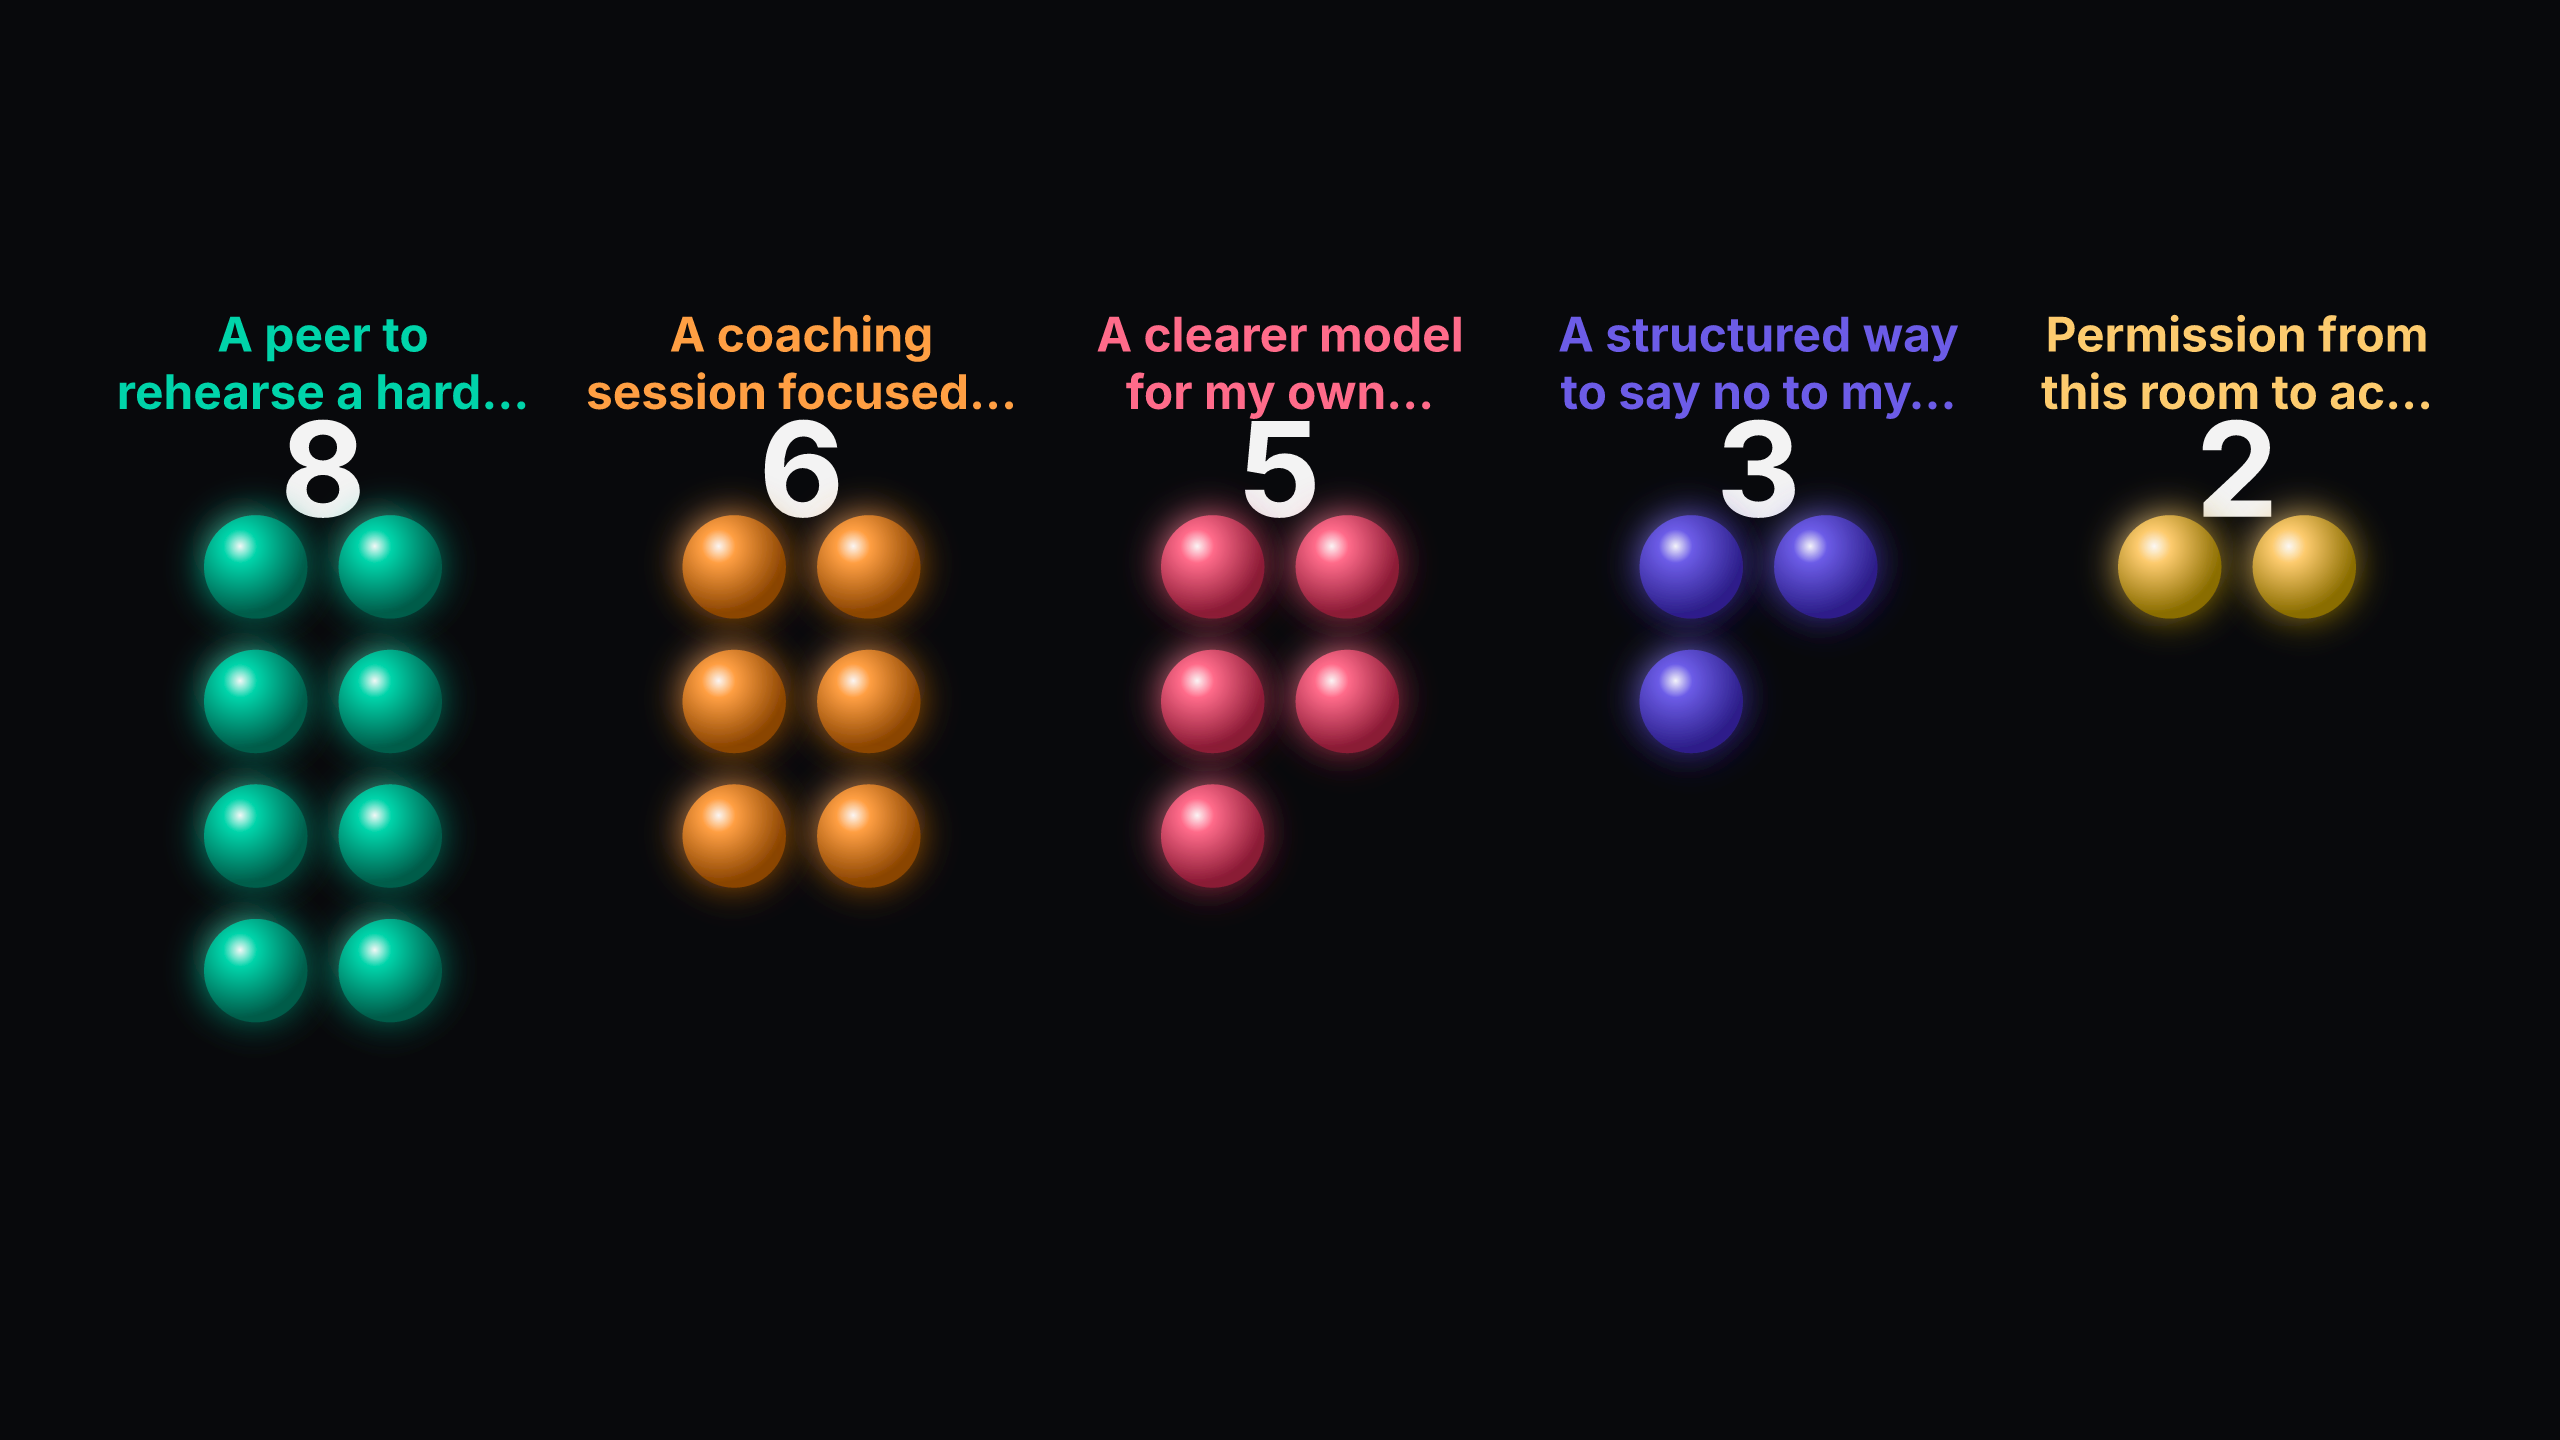 A peer to
rehearse a hard…
8
A coaching
session focused…
6
A clearer model
for my own…
5
A structured way
to say no to my…
3
Permission from
this room to ac…
2